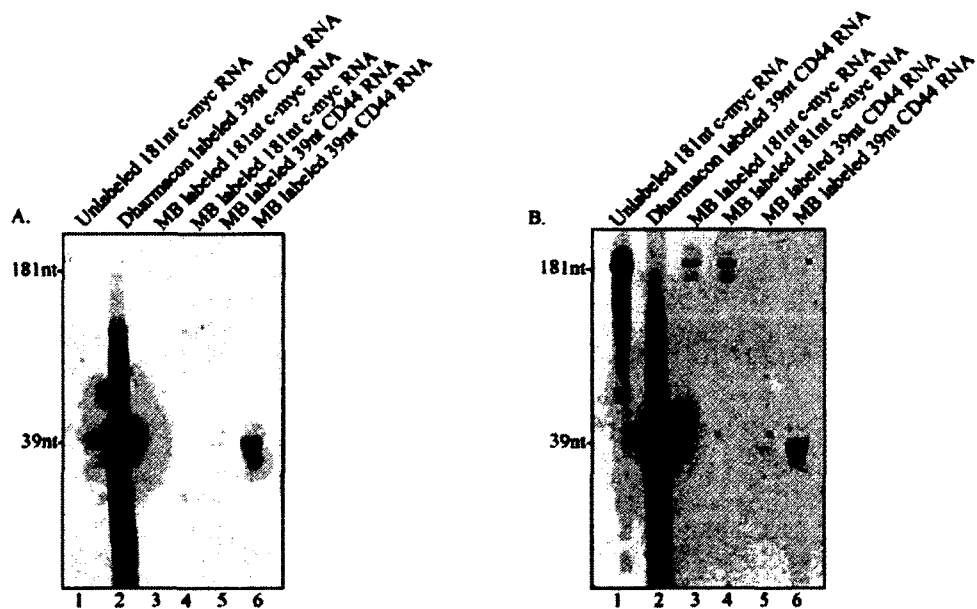 Unlabeled 181nt c-myc RNA
Dharmacon labeled 39nt CD44 RNA
MB labeled 181nt c-myc RNA
MB labeled 181nt c-myc RNA
MB labeled 39nt CD44 RNA
MB labeled 39nt CD44 RNA
A.
181nt
39nt
1 2 3 4 5 6
Unlabeled 181nt c-myc RNA
Dharmacon labeled 39nt CD44 RNA
MB labeled 181nt c-myc RNA
MB labeled 181nt c-myc RNA
MB labeled 39nt CD44 RNA
MB labeled 39nt CD44 RNA
B.
181nt
39nt
1 2 3 4 5 6